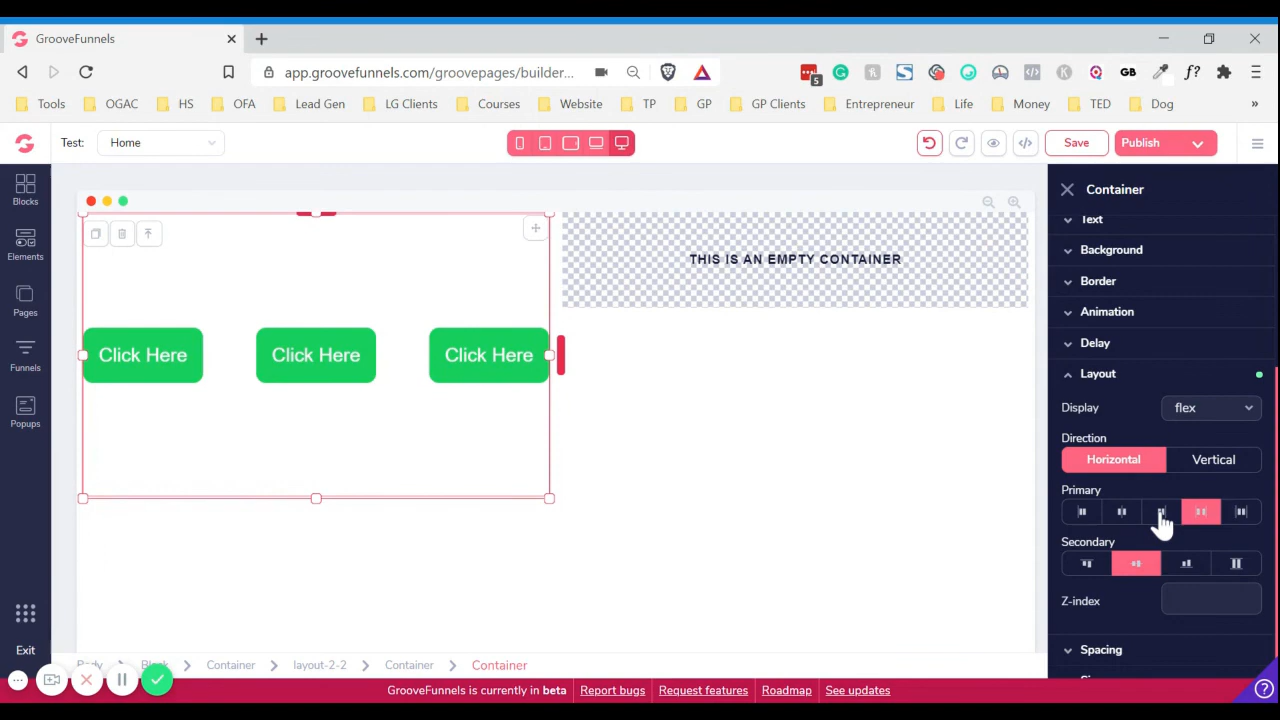 GrooveFunnels
app.groovefunnels.com/groovepages/builder...
5
GB
f?
Tools
OGAC
HS
OFA
Lead Gen
LG Clients
Courses
Website
TP
GP
GP Clients
Entrepreneur
Life
Money
TED
Dog
»
Test:
Home
Save
Publish
Blocks
Elements
Pages
Funnels
Popups
Exit
THIS IS AN EMPTY CONTAINER
Click Here
Click Here
Click Here
Container
Text
Background
Border
Animation
Delay
Layout
Display
flex
Direction
Horizontal
Vertical
Primary
Secondary
Z-index
Spacing
Body
Block
Container
layout-2-2
Container
Container
GrooveFunnels is currently in beta
Report bugs
Request features
Roadmap
See updates